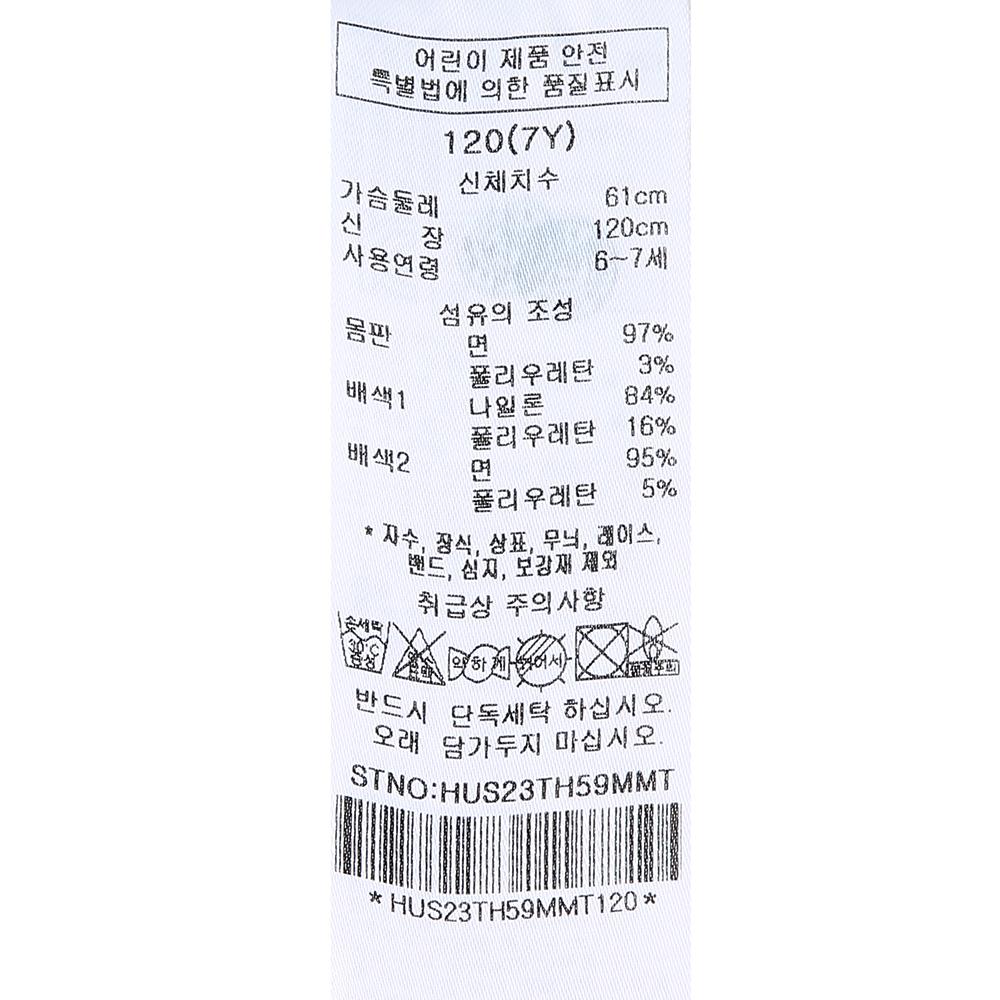 어린이 제품 안전
특별법에 의한 품질표시
120(7Y)
신체치수
가슴둘레 61cm
신 장 120cm
사용연령 6~7세
섬유의 조성
몸판 면 97%
폴리우레탄 3%
배색1 나일론 84%
폴리우레탄 16%
배색2 면 95%
폴리우레탄 5%
* 자수, 장식, 상표, 무늬, 레이스,
밴드, 심지, 보강재 제외
취급상 주의사항
손세탁
30℃
중성
염소
표백
약하게
뉘어서
반드시 단독세탁 하십시오.
오래 담가두지 마십시오.
STNO:HUS23TH59MMT
*HUS23TH59MMT120*